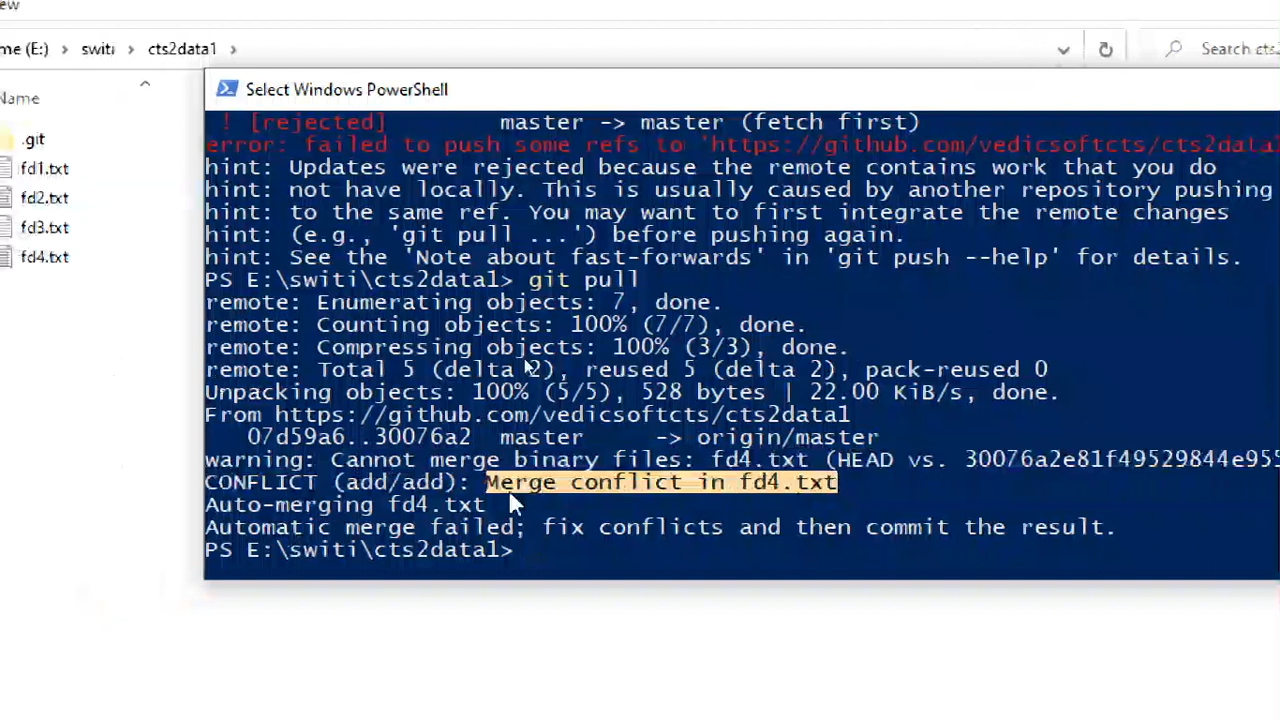 ew
me (E:) > switi > cts2data1 >
Search cts2
Name
.git
fd1.txt
fd2.txt
fd3.txt
fd4.txt
Select Windows PowerShell
! [rejected]        master -> master (fetch first)
error: failed to push some refs to 'https://github.com/vedicsoftcts/cts2data1
hint: Updates were rejected because the remote contains work that you do
hint: not have locally. This is usually caused by another repository pushing
hint: to the same ref. You may want to first integrate the remote changes
hint: (e.g., 'git pull ...') before pushing again.
hint: See the 'Note about fast-forwards' in 'git push --help' for details.
PS E:\switi\cts2data1> git pull
remote: Enumerating objects: 7, done.
remote: Counting objects: 100% (7/7), done.
remote: Compressing objects: 100% (3/3), done.
remote: Total 5 (delta 2), reused 5 (delta 2), pack-reused 0
Unpacking objects: 100% (5/5), 528 bytes | 22.00 KiB/s, done.
From https://github.com/vedicsoftcts/cts2data1
   07d59a6..30076a2  master     -> origin/master
warning: Cannot merge binary files: fd4.txt (HEAD vs. 30076a2e81f49529844e955
CONFLICT (add/add): Merge conflict in fd4.txt
Auto-merging fd4.txt
Automatic merge failed; fix conflicts and then commit the result.
PS E:\switi\cts2data1>